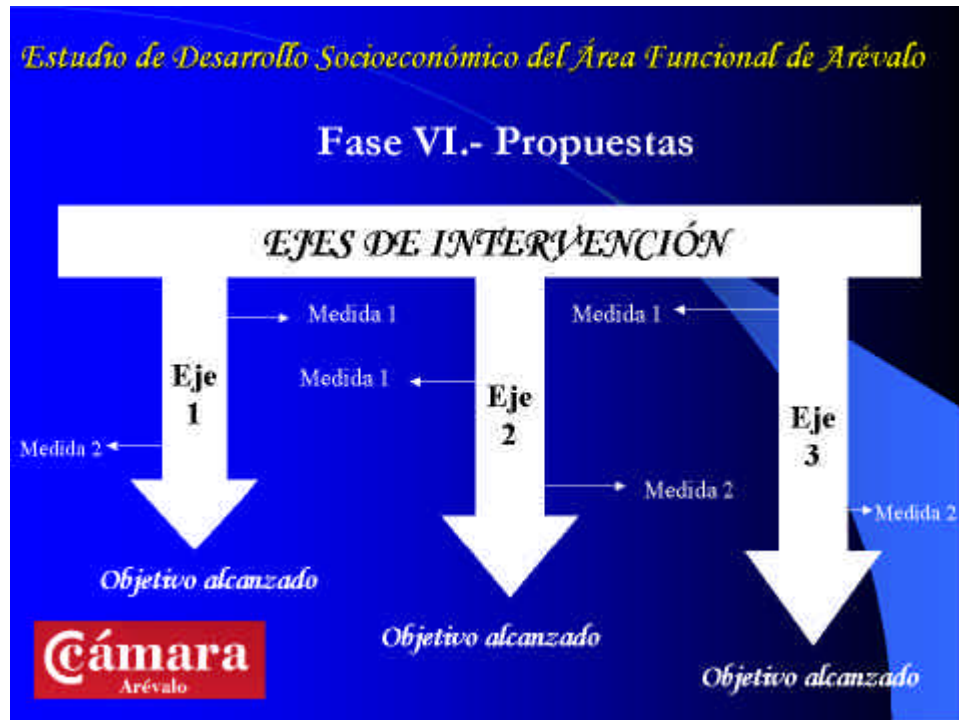 Estudio de Desarrollo Socioeconómico del Área Funcional de Arévalo
Fase VI.- Propuestas
EJES DE INTERVENCIÓN
Eje
1
Medida 1
Medida 2
Objetivo alcanzado
Eje
2
Medida 1
Medida 2
Objetivo alcanzado
Eje
3
Medida 1
Medida 2
Objetivo alcanzado
Cámara
Arévalo